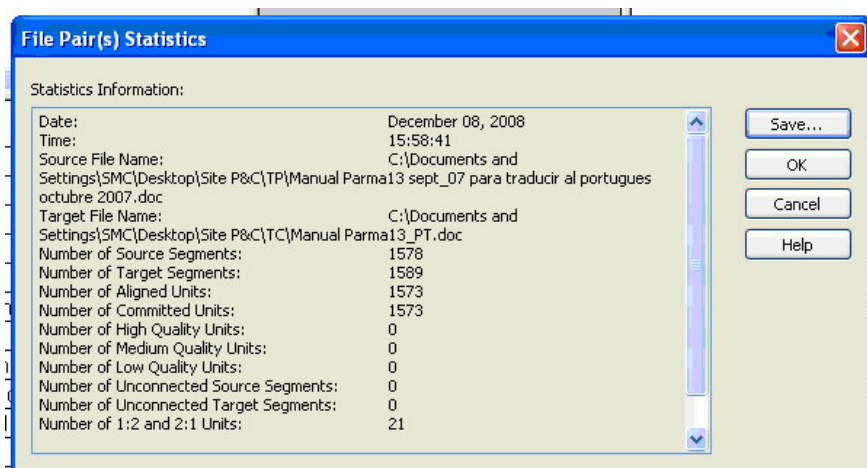 File Pair(s) Statistics
Statistics Information:
Date: December 08, 2008
Time: 15:58:41
Source File Name: C:\Documents and
Settings\SMC\Desktop\Site P&C\TP\Manual Parma13 sept_07 para traducir al portugues
octubre 2007.doc
Target File Name: C:\Documents and
Settings\SMC\Desktop\Site P&C\TC\Manual Parma13_PT.doc
Number of Source Segments: 1578
Number of Target Segments: 1589
Number of Aligned Units: 1573
Number of Committed Units: 1573
Number of High Quality Units: 0
Number of Medium Quality Units: 0
Number of Low Quality Units: 0
Number of Unconnected Source Segments: 0
Number of Unconnected Target Segments: 0
Number of 1:2 and 2:1 Units: 21
Save...
OK
Cancel
Help